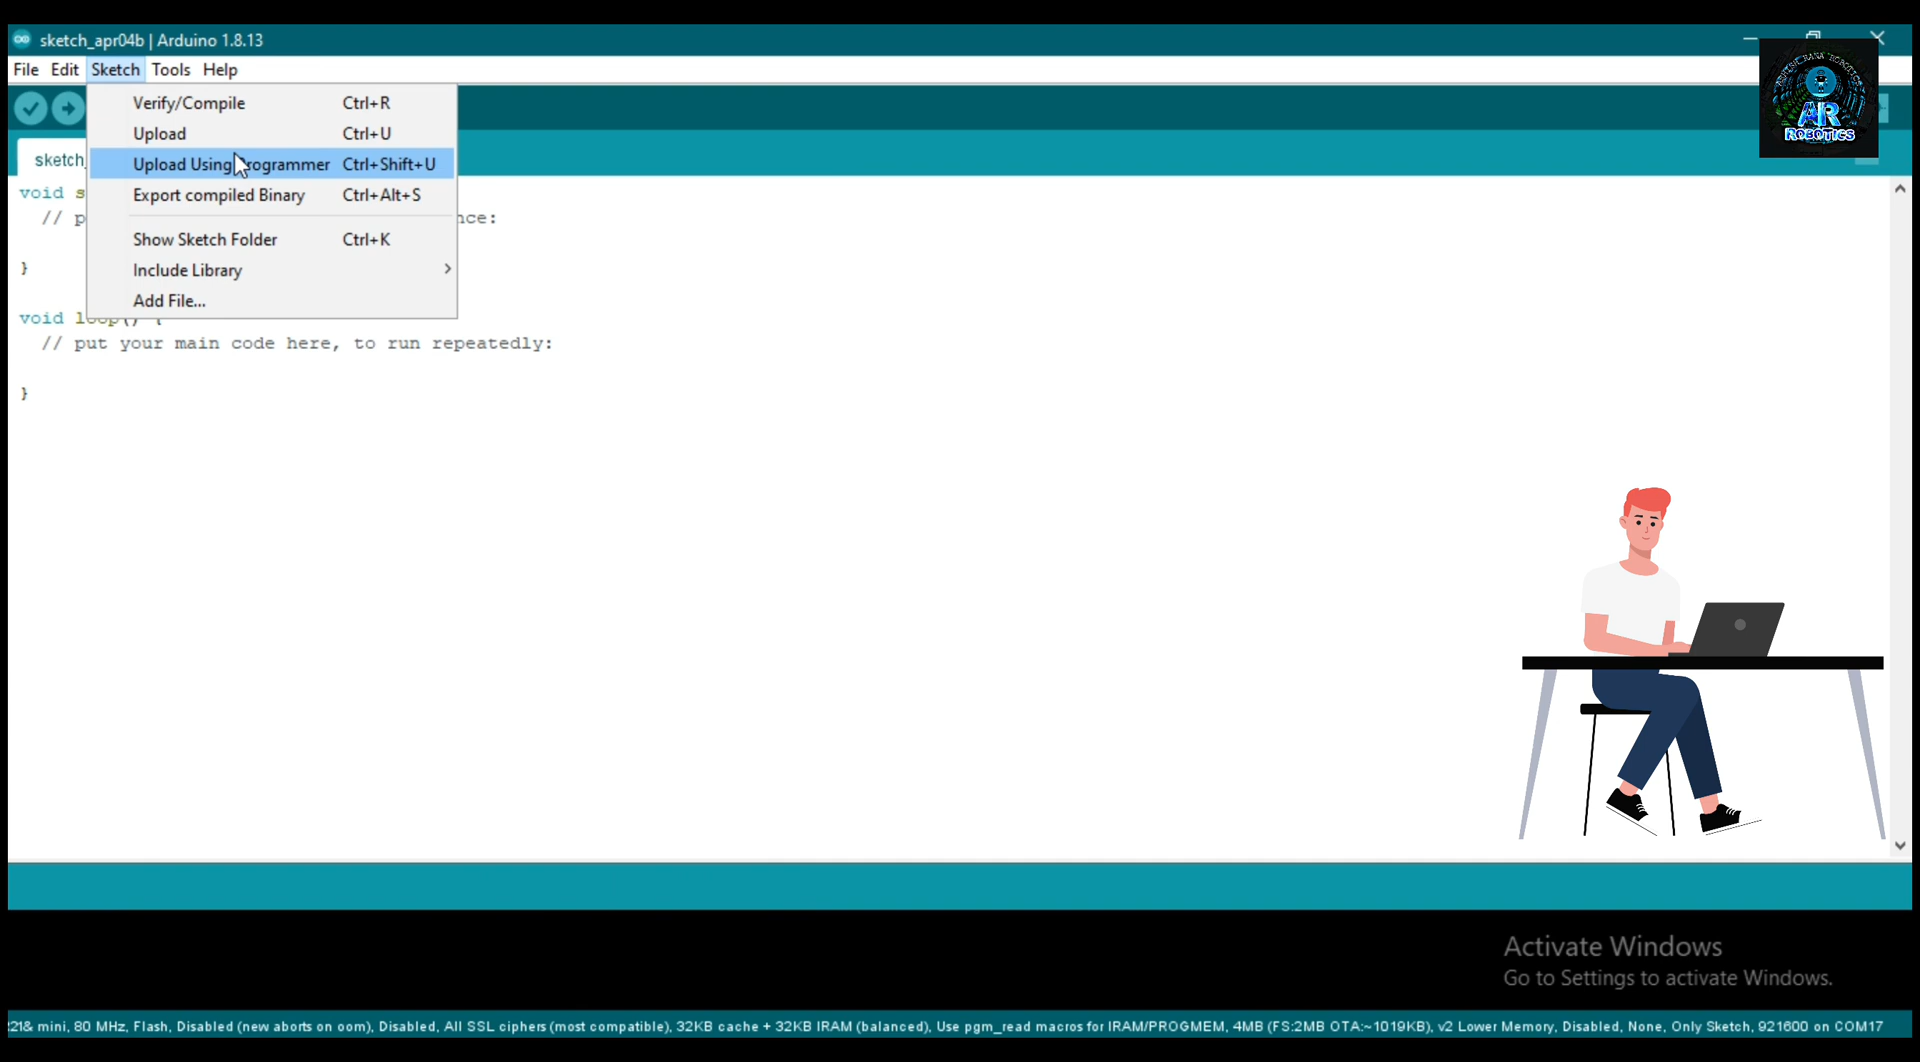 sketch_apr04b | Arduino 1.8.13
File Edit Sketch Tools Help
Verify/Compile Ctrl+R
Upload Ctrl+U
Upload Using Programmer Ctrl+Shift+U
Export compiled Binary Ctrl+Alt+S
Show Sketch Folder Ctrl+K
Include Library
Add File...
sketch_
void s
// p
nce:
}
void loop() {
// put your main code here, to run repeatedly:
}
AR
ROBOTICS
Activate Windows
Go to Settings to activate Windows.
mini, 80 MHz, Flash, Disabled (new aborts on oom), Disabled, All SSL ciphers (most compatible), 32KB cache + 32KB IRAM (balanced), Use pgm_read macros for IRAM/PROGMEM, 4MB (FS:2MB OTA:~1019KB), v2 Lower Memory, Disabled, None, Only Sketch, 921600 on COM17